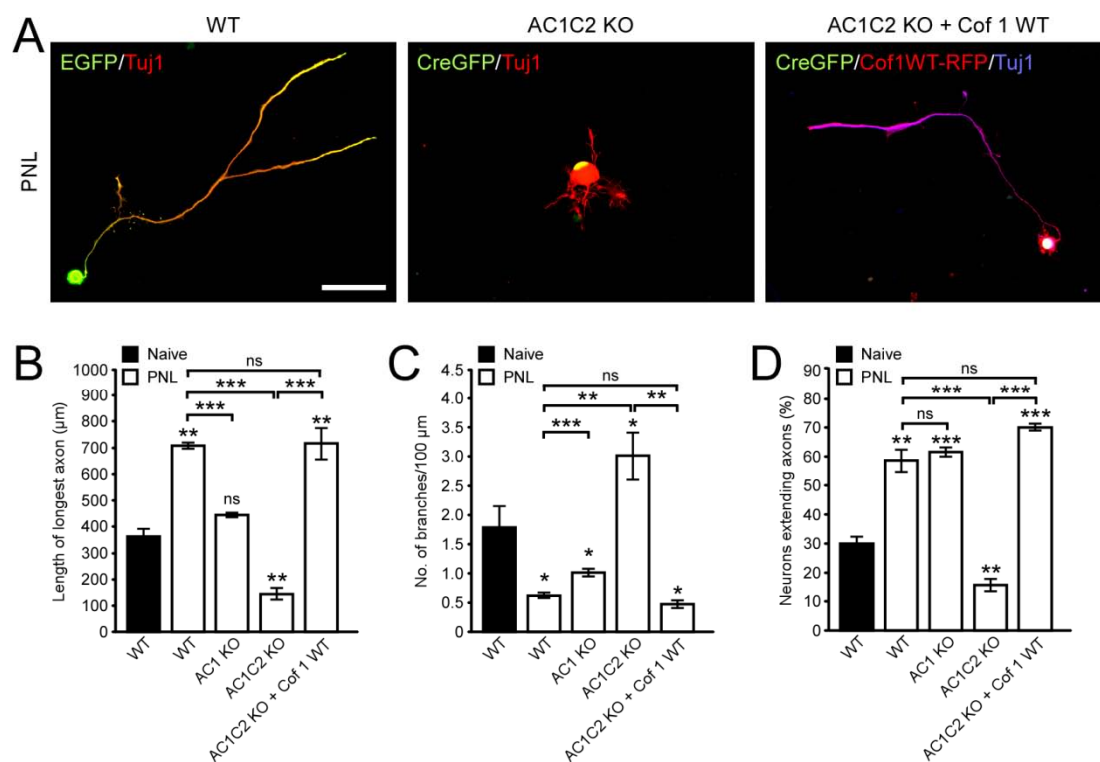 A
WT
AC1C2 KO
AC1C2 KO + Cof 1 WT
EGFP/Tuj1
CreGFP/Tuj1
CreGFP/Cof1WT-RFP/Tuj1
PNL
B
Naive
PNL
Length of longest axon (µm)
1000
900
800
700
600
500
400
300
200
100
0
ns
*** ***
***
**
ns
**
**
WT
WT
AC1 KO
AC1C2 KO
AC1C2 KO + Cof 1 WT
C
Naive
PNL
No. of branches/100 µm
4.5
4.0
3.5
3.0
2.5
2.0
1.5
1.0
0.5
0
ns
** **
***
*
*
*
*
WT
WT
AC1 KO
AC1C2 KO
AC1C2 KO + Cof 1 WT
D
Naive
PNL
Neurons extending axons (%)
90
80
70
60
50
40
30
20
10
0
ns
*** ***
ns
**
***
**
***
WT
WT
AC1 KO
AC1C2 KO
AC1C2 KO + Cof 1 WT